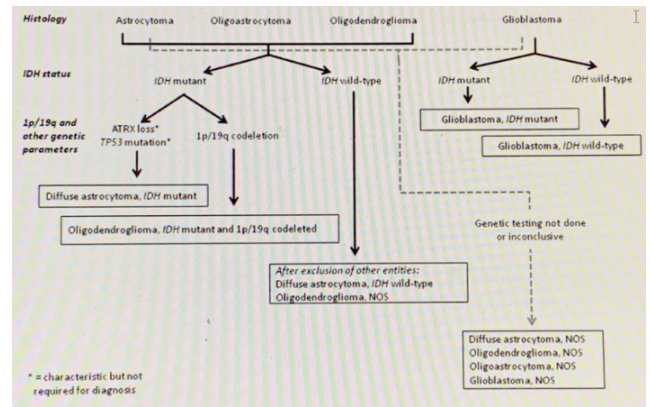 Histology Astrocytoma Oligoastrocytoma Oligodendroglioma Glioblastoma
IDH status
IDH mutant IDH wild-type IDH mutant IDH wild-type
1p/19q and
other genetic
parameters
ATRX loss*
TP53 mutation*
1p/19q codeletion
Glioblastoma, IDH mutant
Glioblastoma, IDH wild-type
Diffuse astrocytoma, IDH mutant
Oligodendroglioma, IDH mutant and 1p/19q codeleted
Genetic testing not done
or inconclusive
After exclusion of other entities:
Diffuse astrocytoma, IDH wild-type
Oligodendroglioma, NOS
Diffuse astrocytoma, NOS
Oligodendroglioma, NOS
Oligoastrocytoma, NOS
Glioblastoma, NOS
* = characteristic but not
required for diagnosis